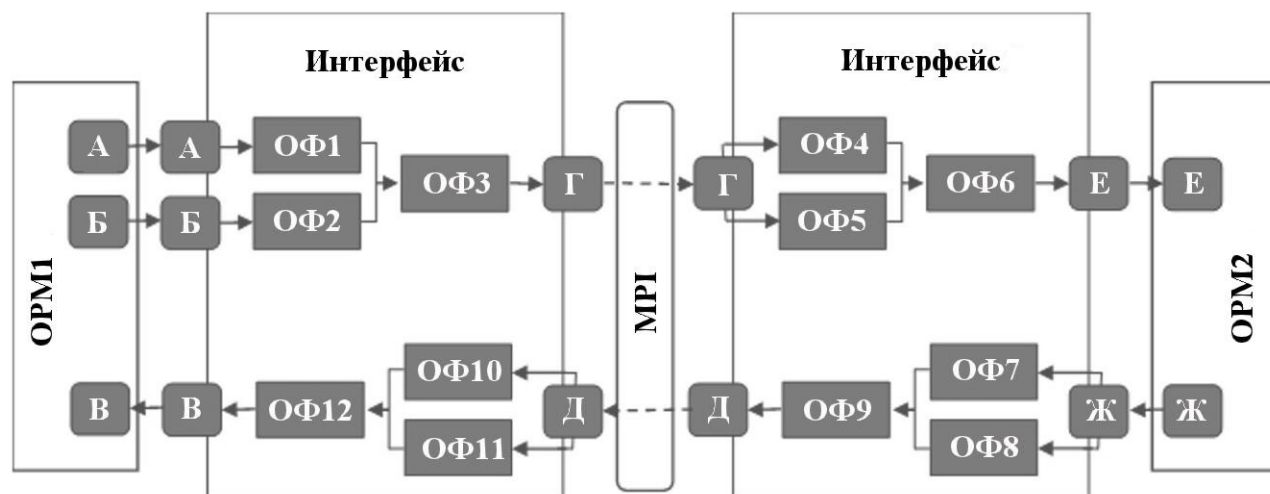 Интерфейс
Интерфейс
А
А
ОФ1
ОФ4
ОФ3
Г
Г
ОФ6
Е
Е
Б
Б
ОФ2
ОФ5
ОРМ1
MPI
ОРМ2
ОФ10
ОФ7
В
В
ОФ12
Д
Д
ОФ9
Ж
Ж
ОФ11
ОФ8